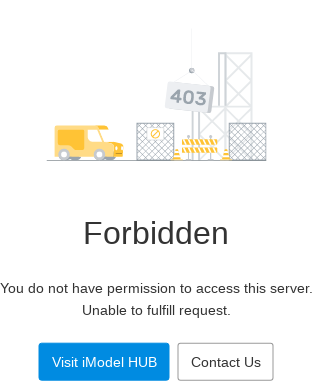 403
Forbidden
You do not have permission to access this server.
Unable to fulfill request.
Visit iModel HUB
Contact Us